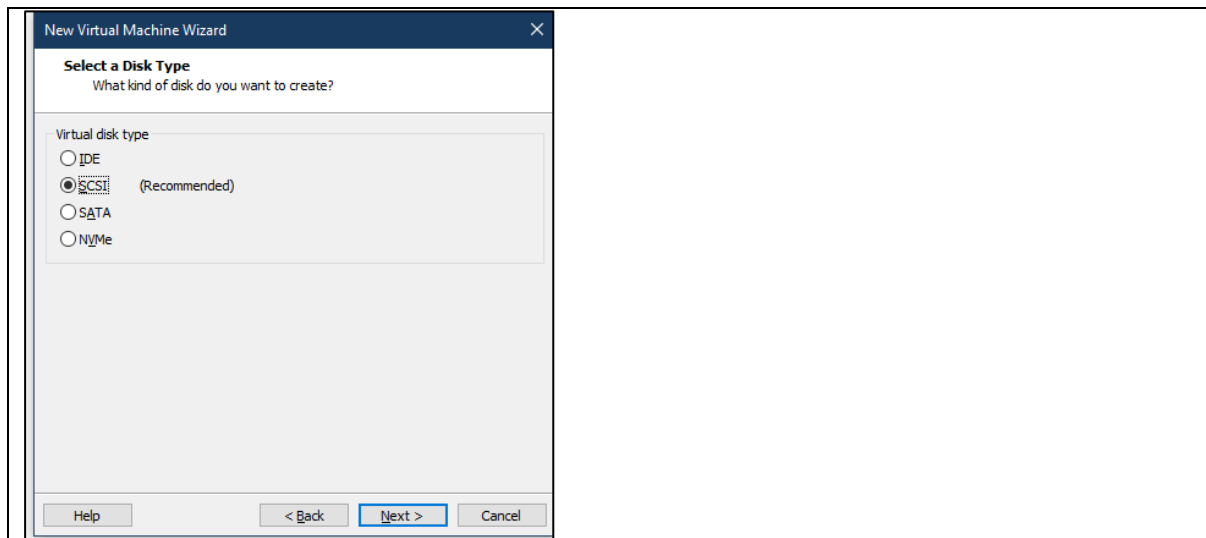 New Virtual Machine Wizard
Select a Disk Type
What kind of disk do you want to create?
Virtual disk type
IDE
SCSI (Recommended)
SATA
NVMe
Help < Back Next > Cancel